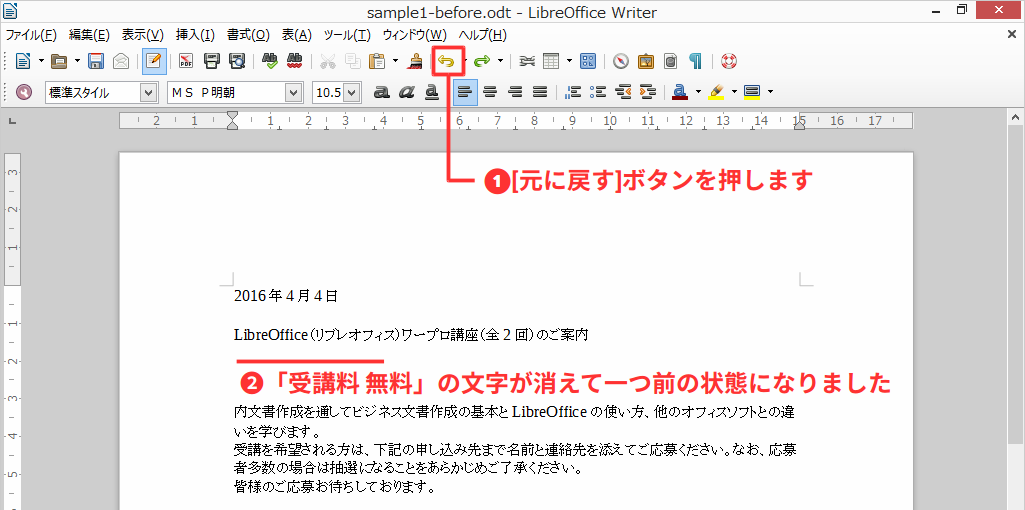 sample1-before.odt - LibreOffice Writer
ファイル(F) 編集(E) 表示(V) 挿入(I) 書式(O) 表(A) ツール(T) ウィンドウ(W) ヘルプ(H)
PDF
標準スタイル ＭＳ Ｐ明朝 10.5 a a a a
2 1 1 2 3 4 5 6 7 8 9 10 11 12 13 14 15 16 17
3
2
1
1
2
3
4
5
❶[元に戻す]ボタンを押します
2016 年 4 月 4 日
LibreOffice（リブレオフィス）ワープロ講座（全 2 回）のご案内
❷「受講料 無料」の文字が消えて一つ前の状態になりました
内文書作成を通してビジネス文書作成の基本と LibreOffice の使い方、他のオフィスソフトとの違
いを学びます。
受講を希望される方は、下記の申し込み先まで名前と連絡先を添えてご応募ください。なお、応募
者多数の場合は抽選になることをあらかじめご了承ください。
皆様のご応募お待ちしております。